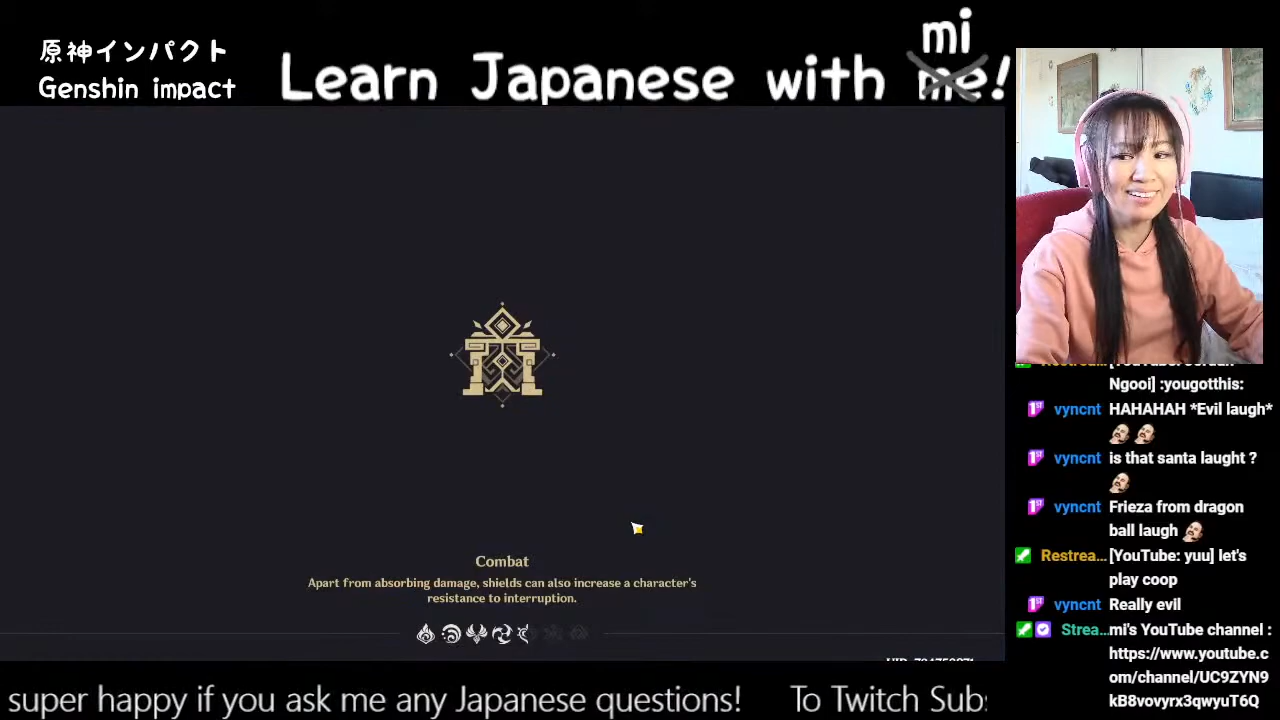 原神インパクト
Genshin impact
Learn Japanese with me!
mi
Combat
Apart from absorbing damage, shields can also increase a character's
resistance to interruption.
Ngooi] :yougotthis:
vyncnt HAHAHAH *Evil laugh*
vyncnt is that santa laught ?
vyncnt Frieza from dragon
ball laugh
Restrea... [YouTube: yuu] let's
play coop
vyncnt Really evil
Strea... mi's YouTube channel :
https://www.youtube.c
om/channel/UC9ZYN9
kB8vovyrx3qwyuT6Q
super happy if you ask me any Japanese questions! To Twitch Subs